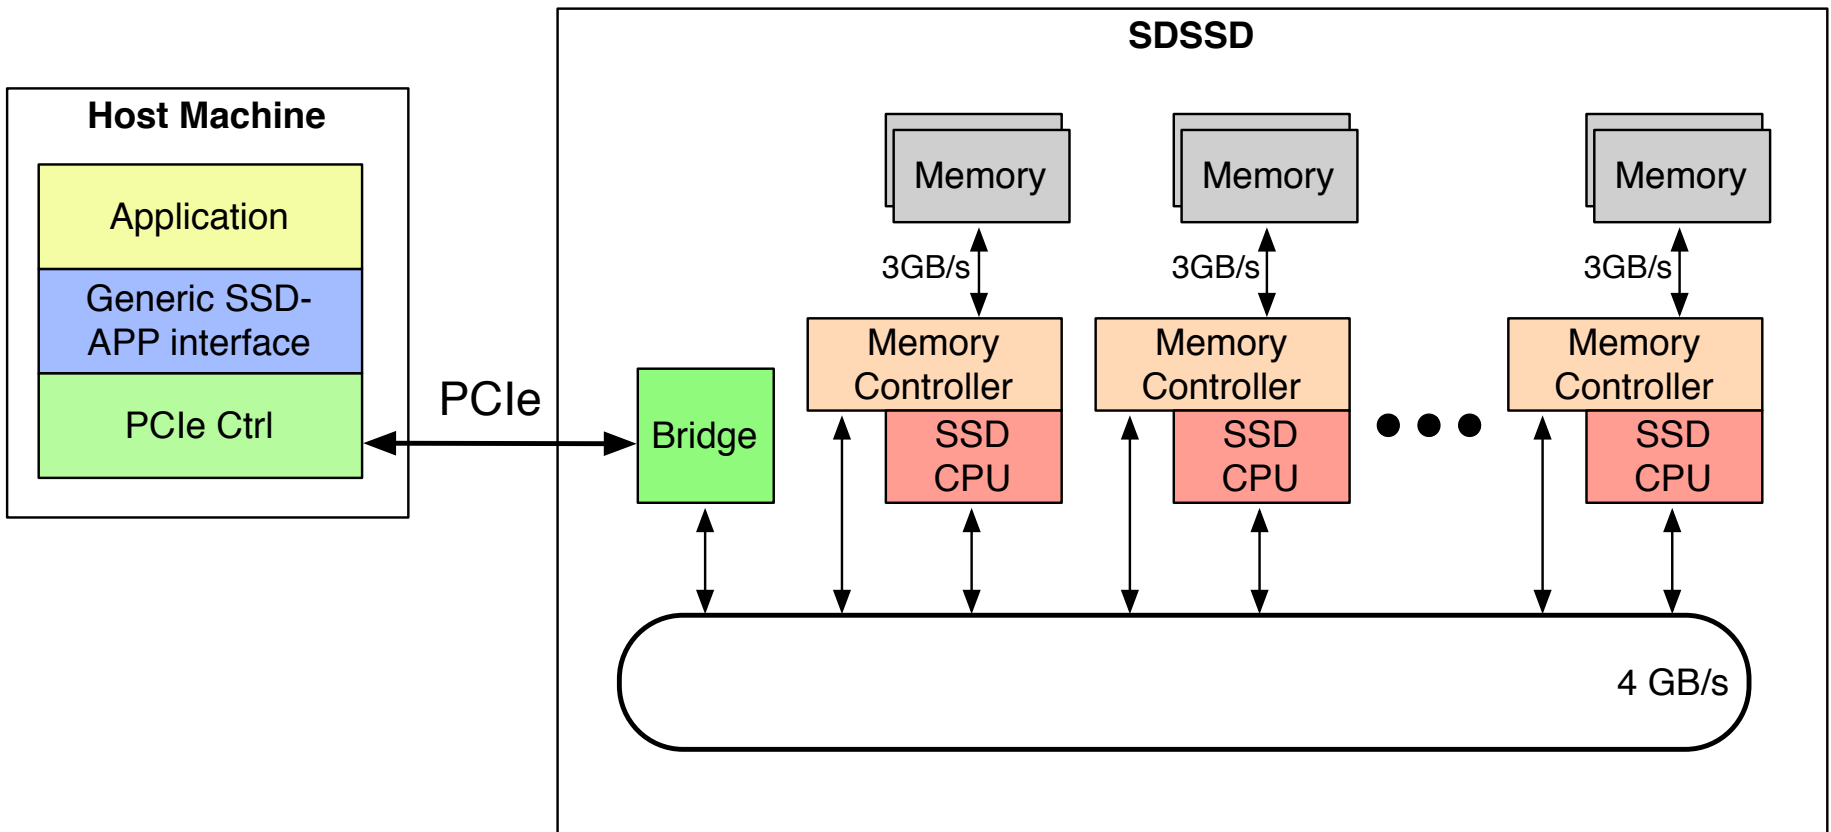 SDSSD
Host Machine
Application
Generic SSD-
APP interface
PCIe Ctrl
PCIe
Bridge
Memory
3GB/s
Memory
Controller
SSD
CPU
Memory
3GB/s
Memory
Controller
SSD
CPU
Memory
3GB/s
Memory
Controller
SSD
CPU
4 GB/s